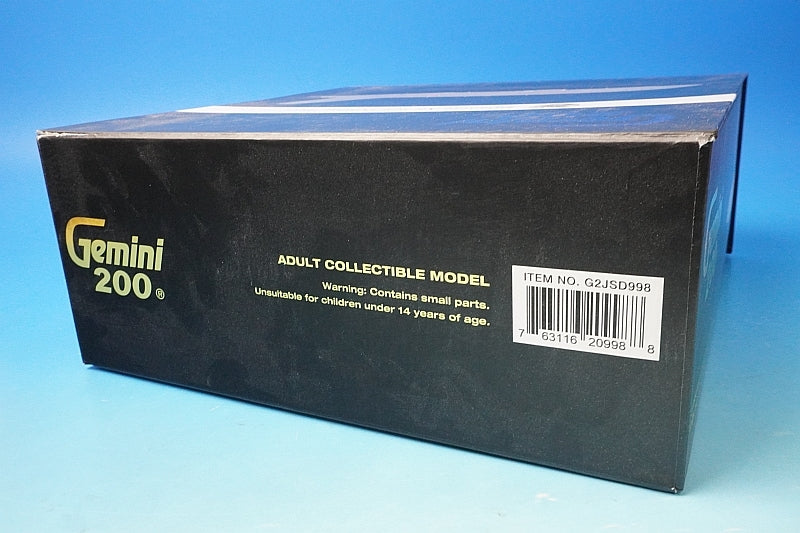 Gemini
200®
ADULT COLLECTIBLE MODEL
Warning: Contains small parts.
Unsuitable for children under 14 years of age.
ITEM NO. G2JSD998
7 63116 20998 8